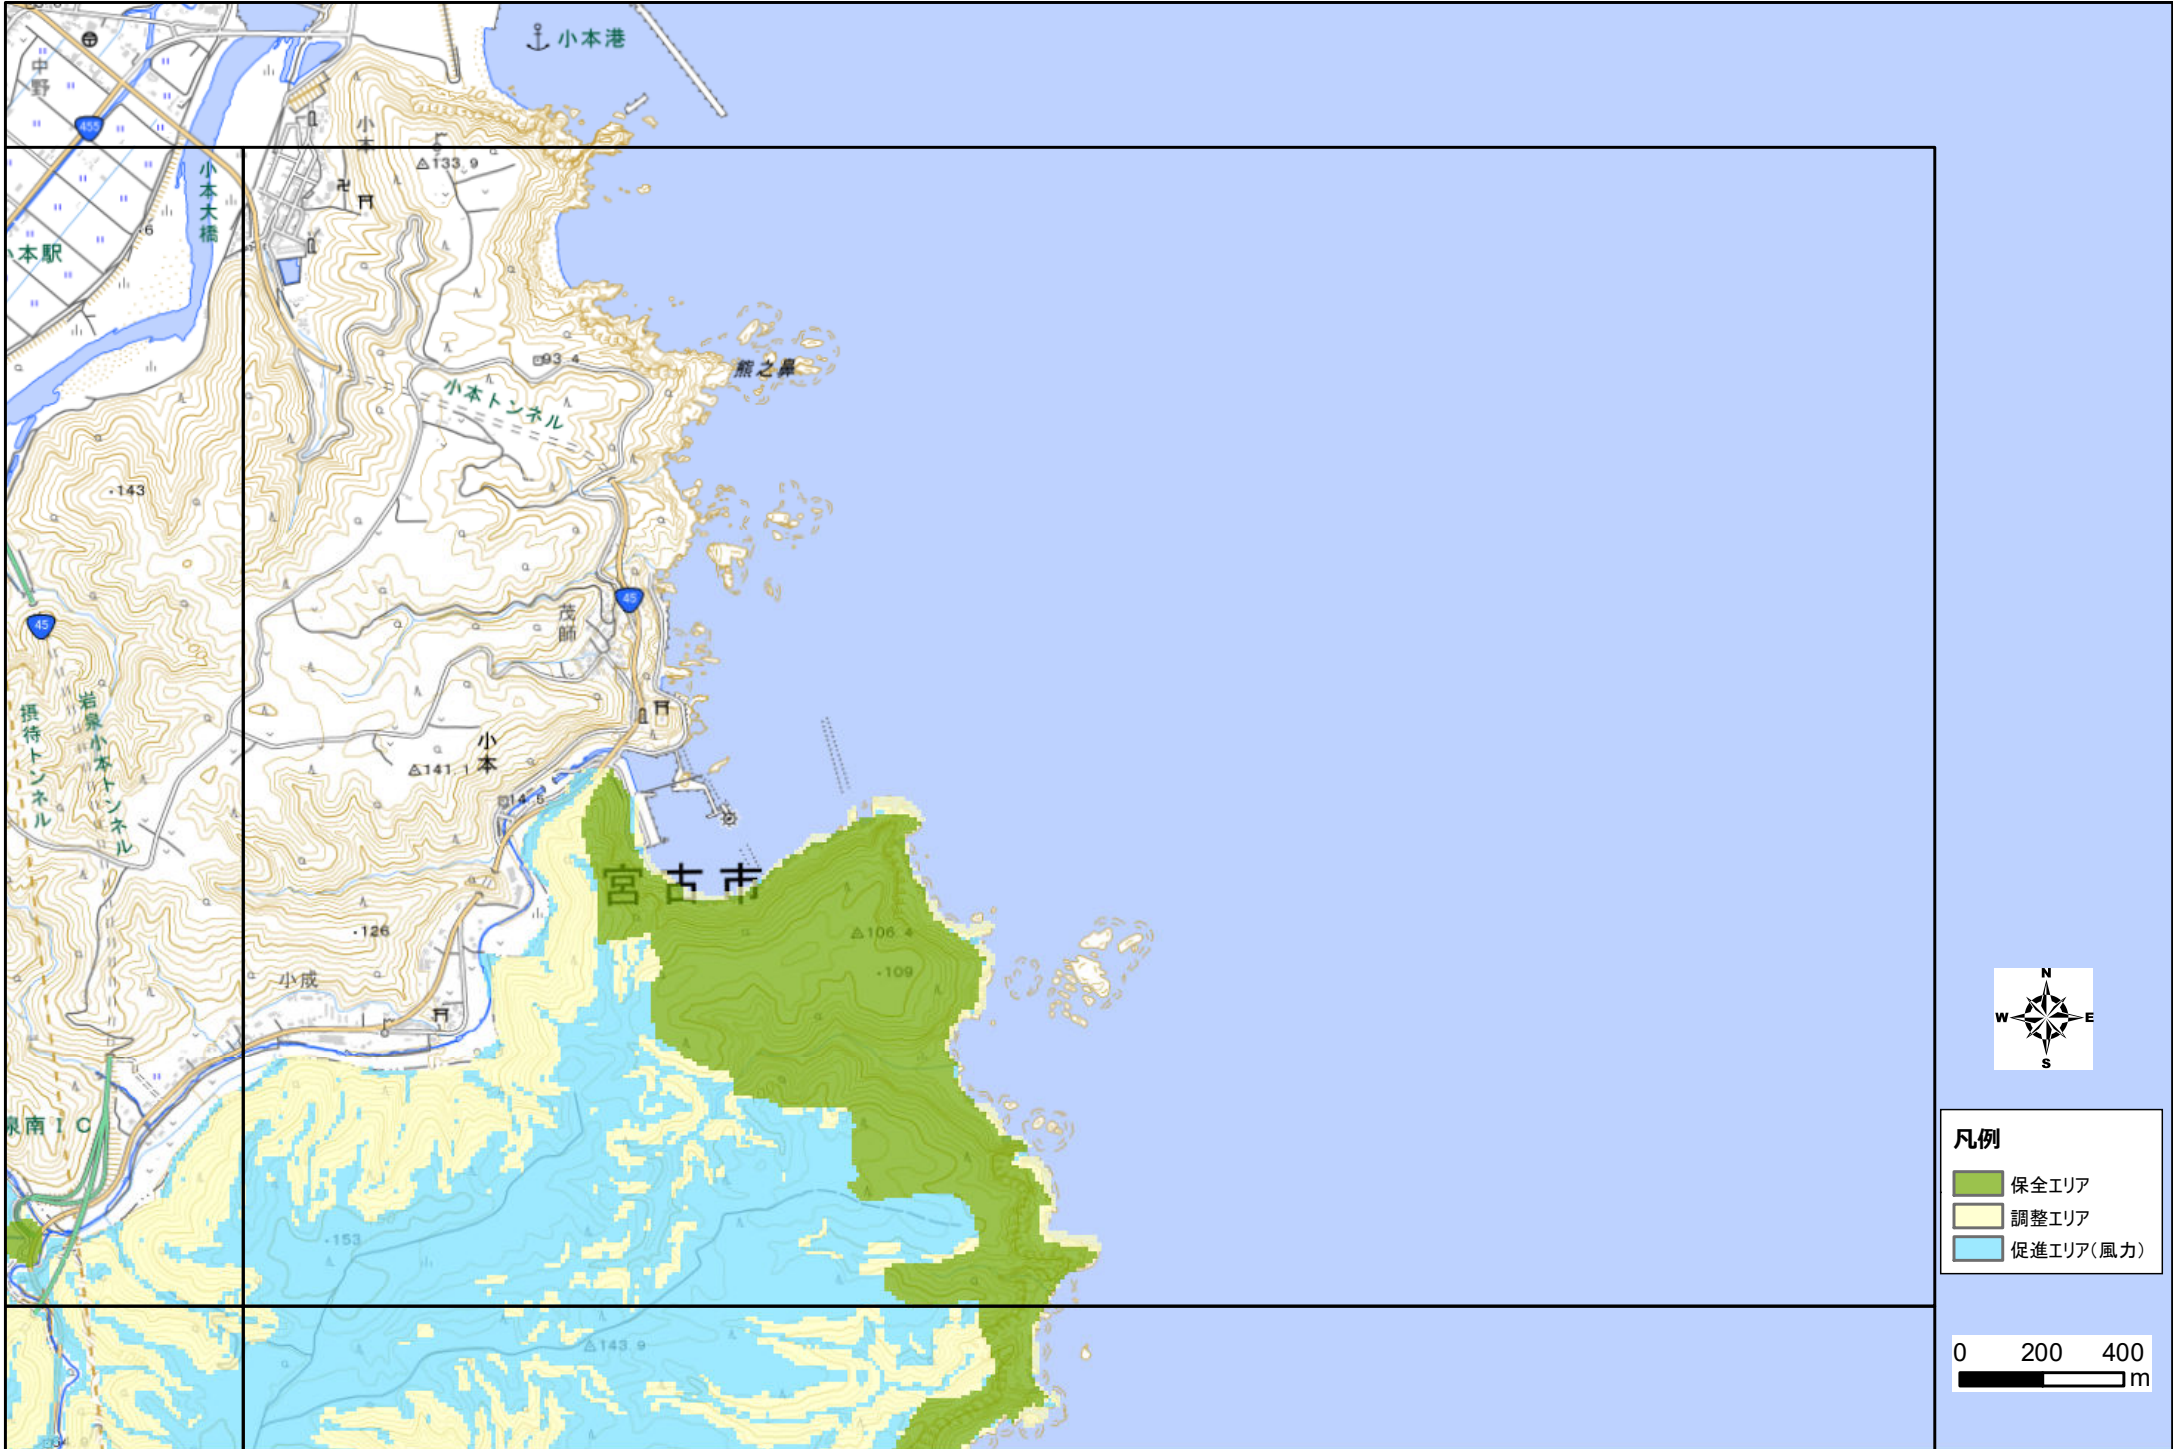 小本港
中野
455
小本
133.9
小本大橋
6
小本駅
93.4
熊之鼻
小本トンネル
143
45
茂師
45
岩泉小本トンネル
摂待トンネル
小本
141.1
14.5
宮古市
126
106.4
109
小成
泉南IC
153
143.9
N
W
E
S
凡例
保全エリア
調整エリア
促進エリア(風力)
0 200 400
m